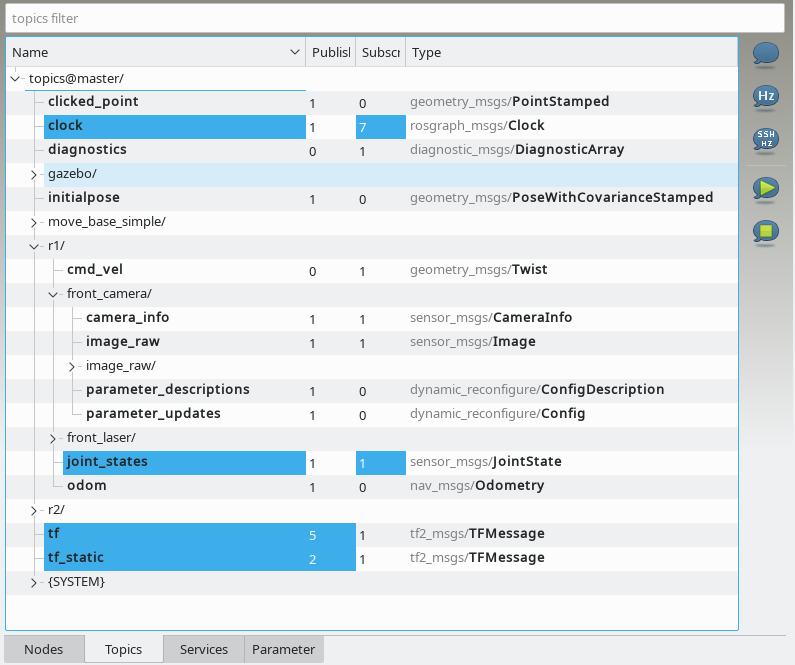 topics filter
Name Publisl Subscr Type
topics@master/
clicked_point 1 0 geometry_msgs/PointStamped
clock 1 7 rosgraph_msgs/Clock
diagnostics 0 1 diagnostic_msgs/DiagnosticArray
gazebo/
initialpose 1 0 geometry_msgs/PoseWithCovarianceStamped
move_base_simple/
r1/
cmd_vel 0 1 geometry_msgs/Twist
front_camera/
camera_info 1 1 sensor_msgs/CameraInfo
image_raw 1 1 sensor_msgs/Image
image_raw/
parameter_descriptions 1 0 dynamic_reconfigure/ConfigDescription
parameter_updates 1 0 dynamic_reconfigure/Config
front_laser/
joint_states 1 1 sensor_msgs/JointState
odom 1 0 nav_msgs/Odometry
r2/
tf 5 1 tf2_msgs/TFMessage
tf_static 2 1 tf2_msgs/TFMessage
{SYSTEM}
Hz
SSH
HZ
Nodes Topics Services Parameter